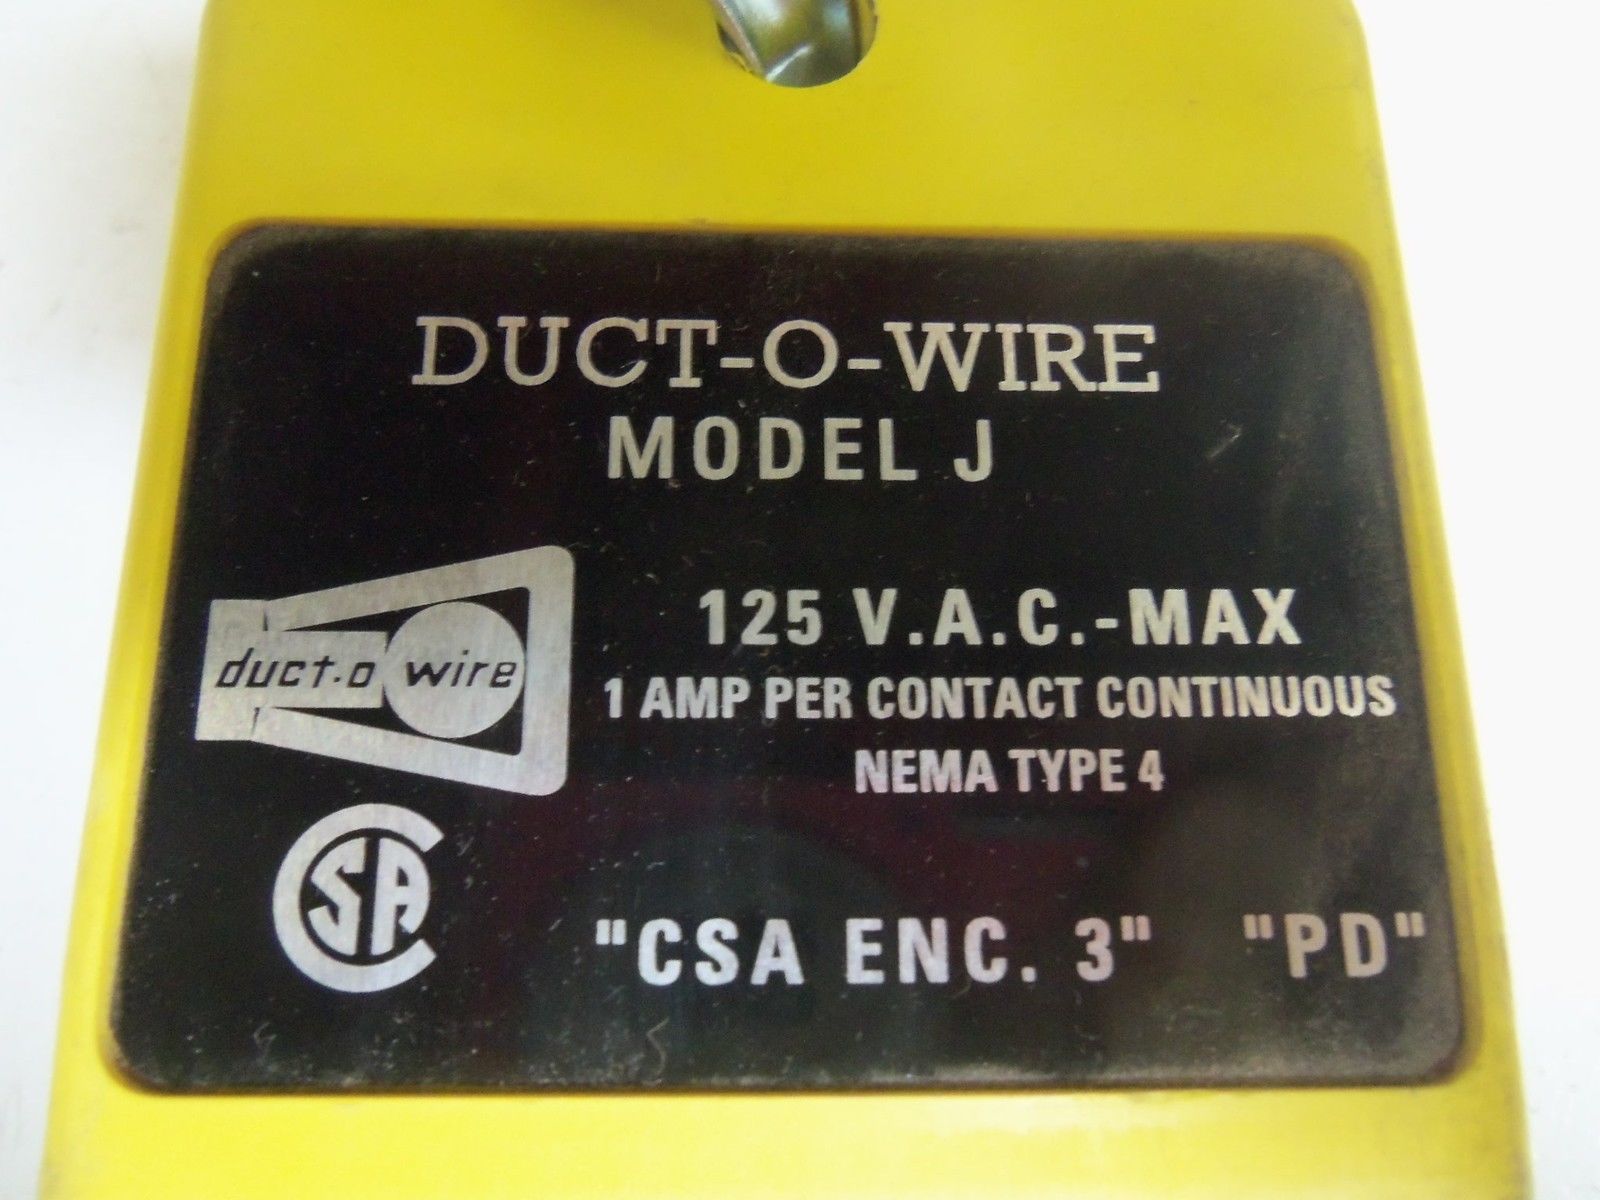 DUCT-O-WIRE
MODEL J
duct-o wire
125 V.A.C.-MAX
1 AMP PER CONTACT CONTINUOUS
NEMA TYPE 4
CSA
"CSA ENC. 3" "PD"